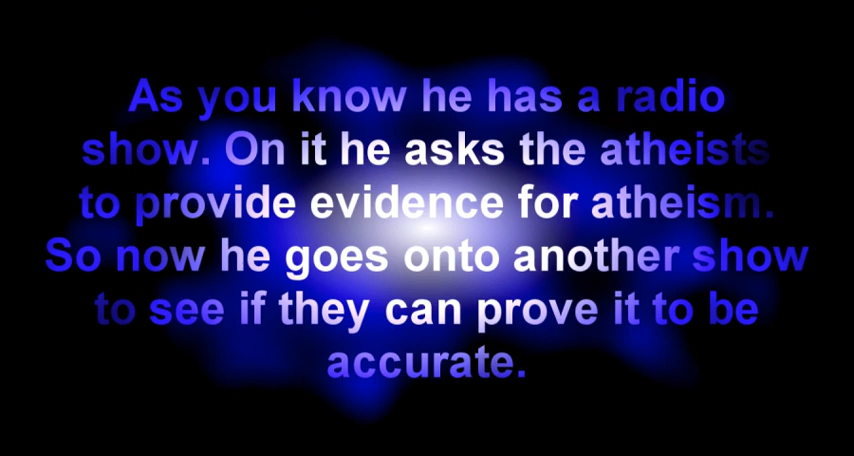 As you know he has a radio
show. On it he asks the atheists
to provide evidence for atheism.
So now he goes onto another show
to see if they can prove it to be
accurate.